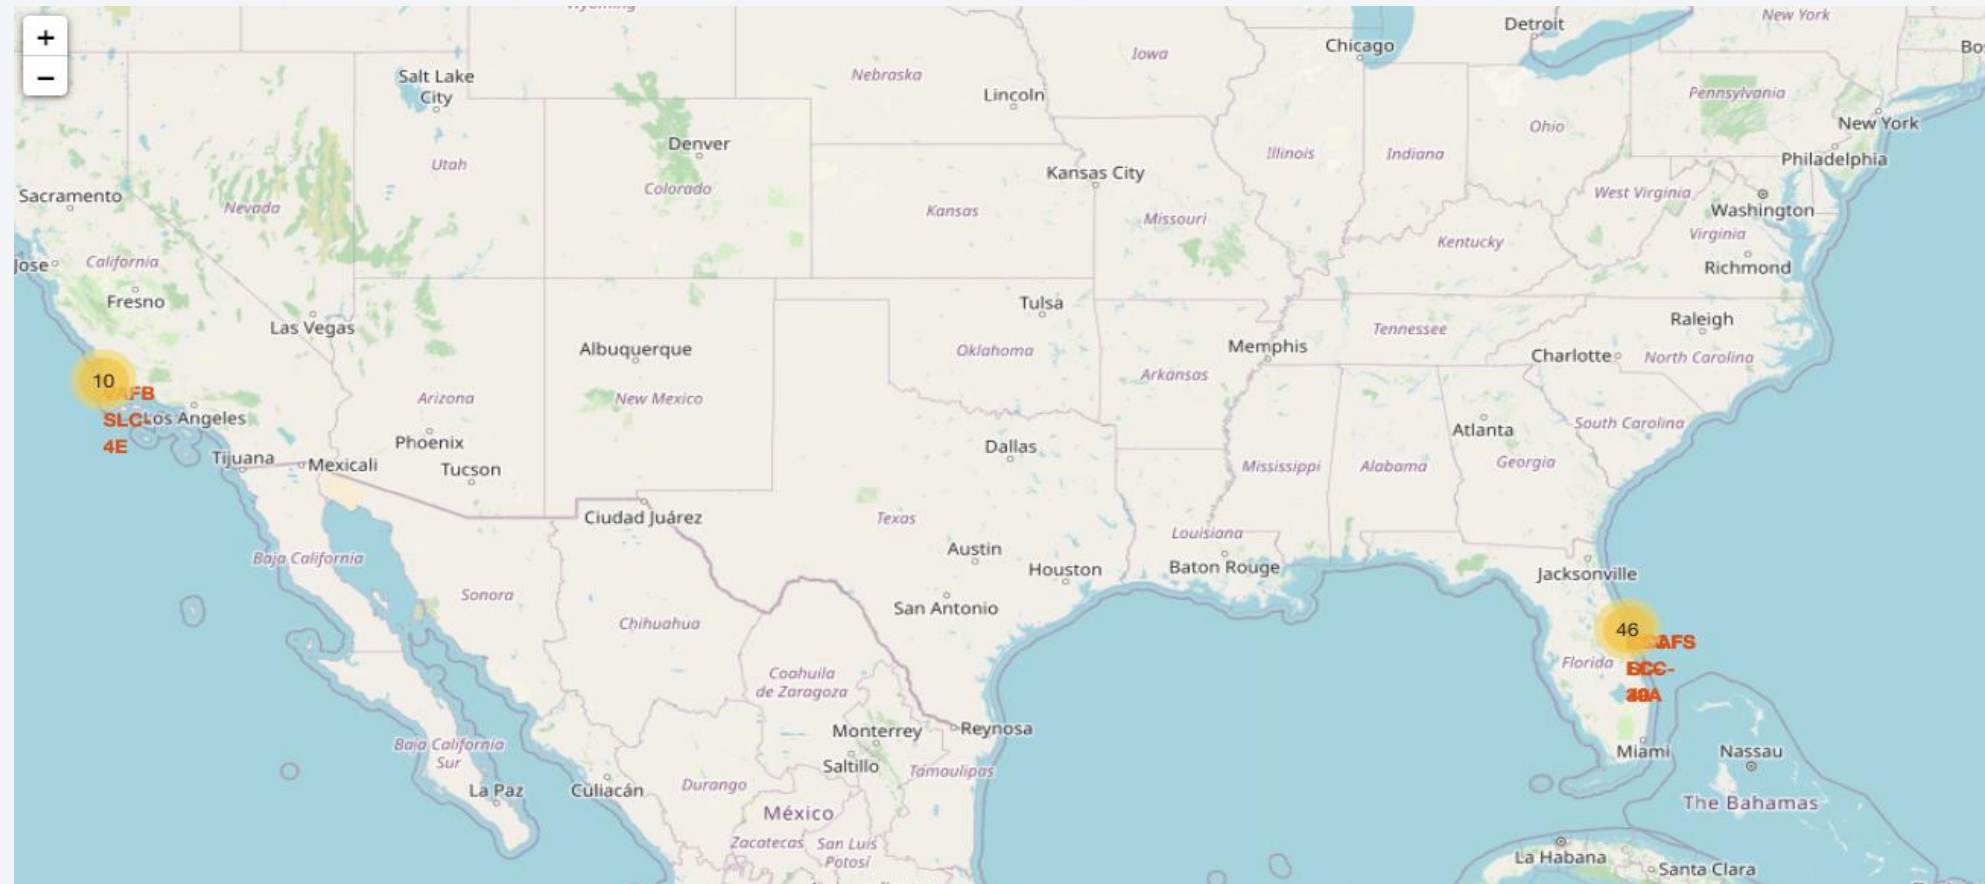 Wyoming
+
−
Detroit
New York
Chicago
Iowa
Salt Lake
City
Nebraska
Lincoln
Pennsylvania
New York
Ohio
Denver
Utah
Illinois
Indiana
Philadelphia
Kansas City
Colorado
Sacramento
Nevada
Kansas
Missouri
West Virginia
Washington
Virginia
Kentucky
Jose
California
Richmond
Fresno
Tulsa
Las Vegas
Raleigh
Tennessee
Albuquerque
Oklahoma
Memphis
Charlotte
North Carolina
10
VAFB
SLC-
4E
Los Angeles
Arizona
New Mexico
Arkansas
South Carolina
Phoenix
Atlanta
Dallas
Tijuana
Mexicali
Tucson
Mississippi
Alabama
Georgia
Ciudad Juárez
Texas
Louisiana
Austin
Baja California
Houston
Baton Rouge
Jacksonville
Sonora
San Antonio
Chihuahua
46
Florida
Coahuila
de Zaragoza
Monterrey
Reynosa
Baja California
Sur
Saltillo
Tamaulipas
Miami
Nassau
La Paz
Culiacán
Durango
México
The Bahamas
Zacatecas
San Luis
Potosí
La Habana
Santa Clara